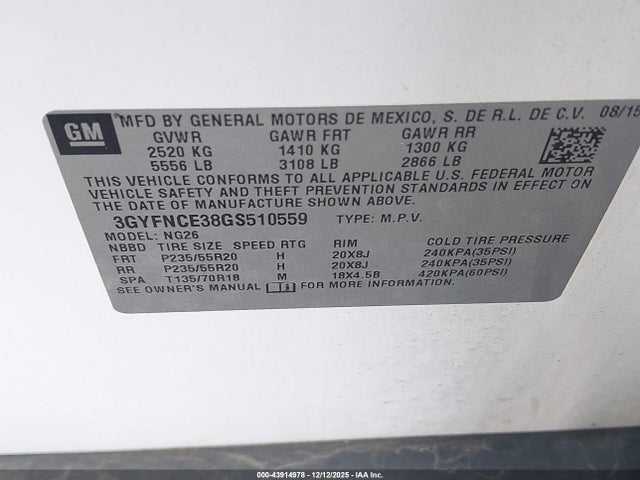 GM
MFD BY GENERAL MOTORS DE MEXICO, S. DE R.L. DE C.V. 08/15
GVWR GAWR FRT GAWR RR
2520 KG 1410 KG 1300 KG
5556 LB 3108 LB 2866 LB
THIS VEHICLE CONFORMS TO ALL APPLICABLE U.S. FEDERAL MOTOR
VEHICLE SAFETY AND THEFT PREVENTION STANDARDS IN EFFECT ON
THE DATE OF MANUFACTURE SHOWN ABOVE.
3GYFNCE38GS510559 TYPE: M.P.V.
MODEL: NG26
NBBD TIRE SIZE SPEED RTG RIM COLD TIRE PRESSURE
FRT P235/55R20 H 20X8J 240KPA(35PSI)
RR P235/55R20 H 20X8J 240KPA(35PSI)
SPA T135/70R18 M 18X4.5B 420KPA(60PSI)
SEE OWNER'S MANUAL FOR MORE INFORMATION.
000-43914978 - 12/12/2025 - IAA Inc.